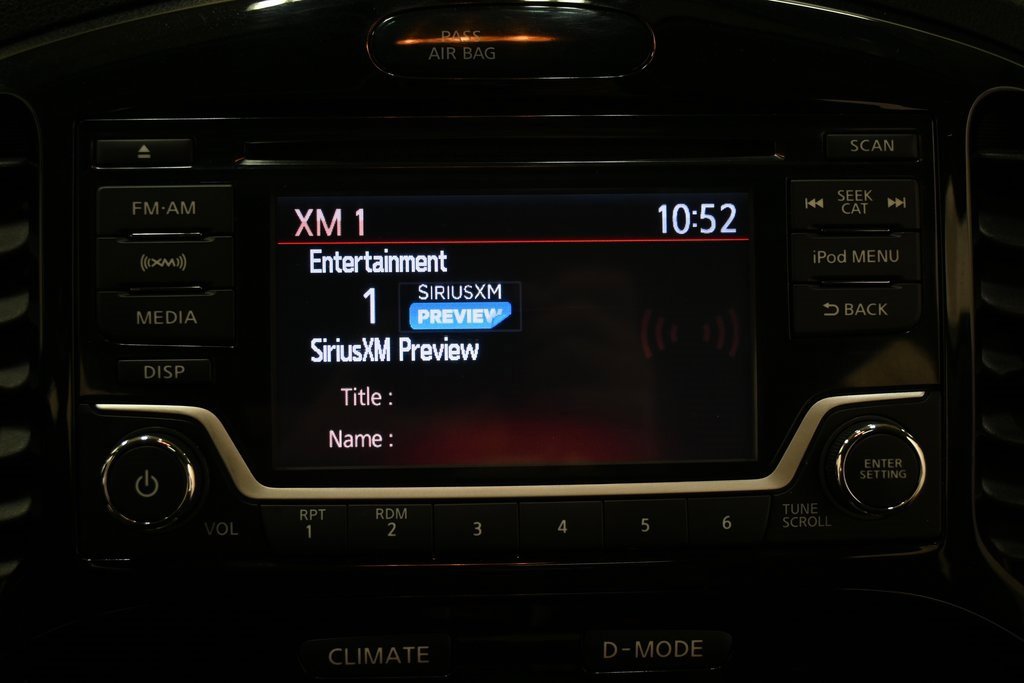 PASS
AIR BAG
SCAN
FM·AM
SEEK
CAT
XM 1 10:52
Entertainment
((XM))
iPod MENU
1 SIRIUSXM
PREVIEW
MEDIA
BACK
SiriusXM Preview
DISP
Title :
Name :
ENTER
SETTING
VOL
RPT
1
RDM
2
3
4
5
6
TUNE
SCROLL
CLIMATE
D-MODE